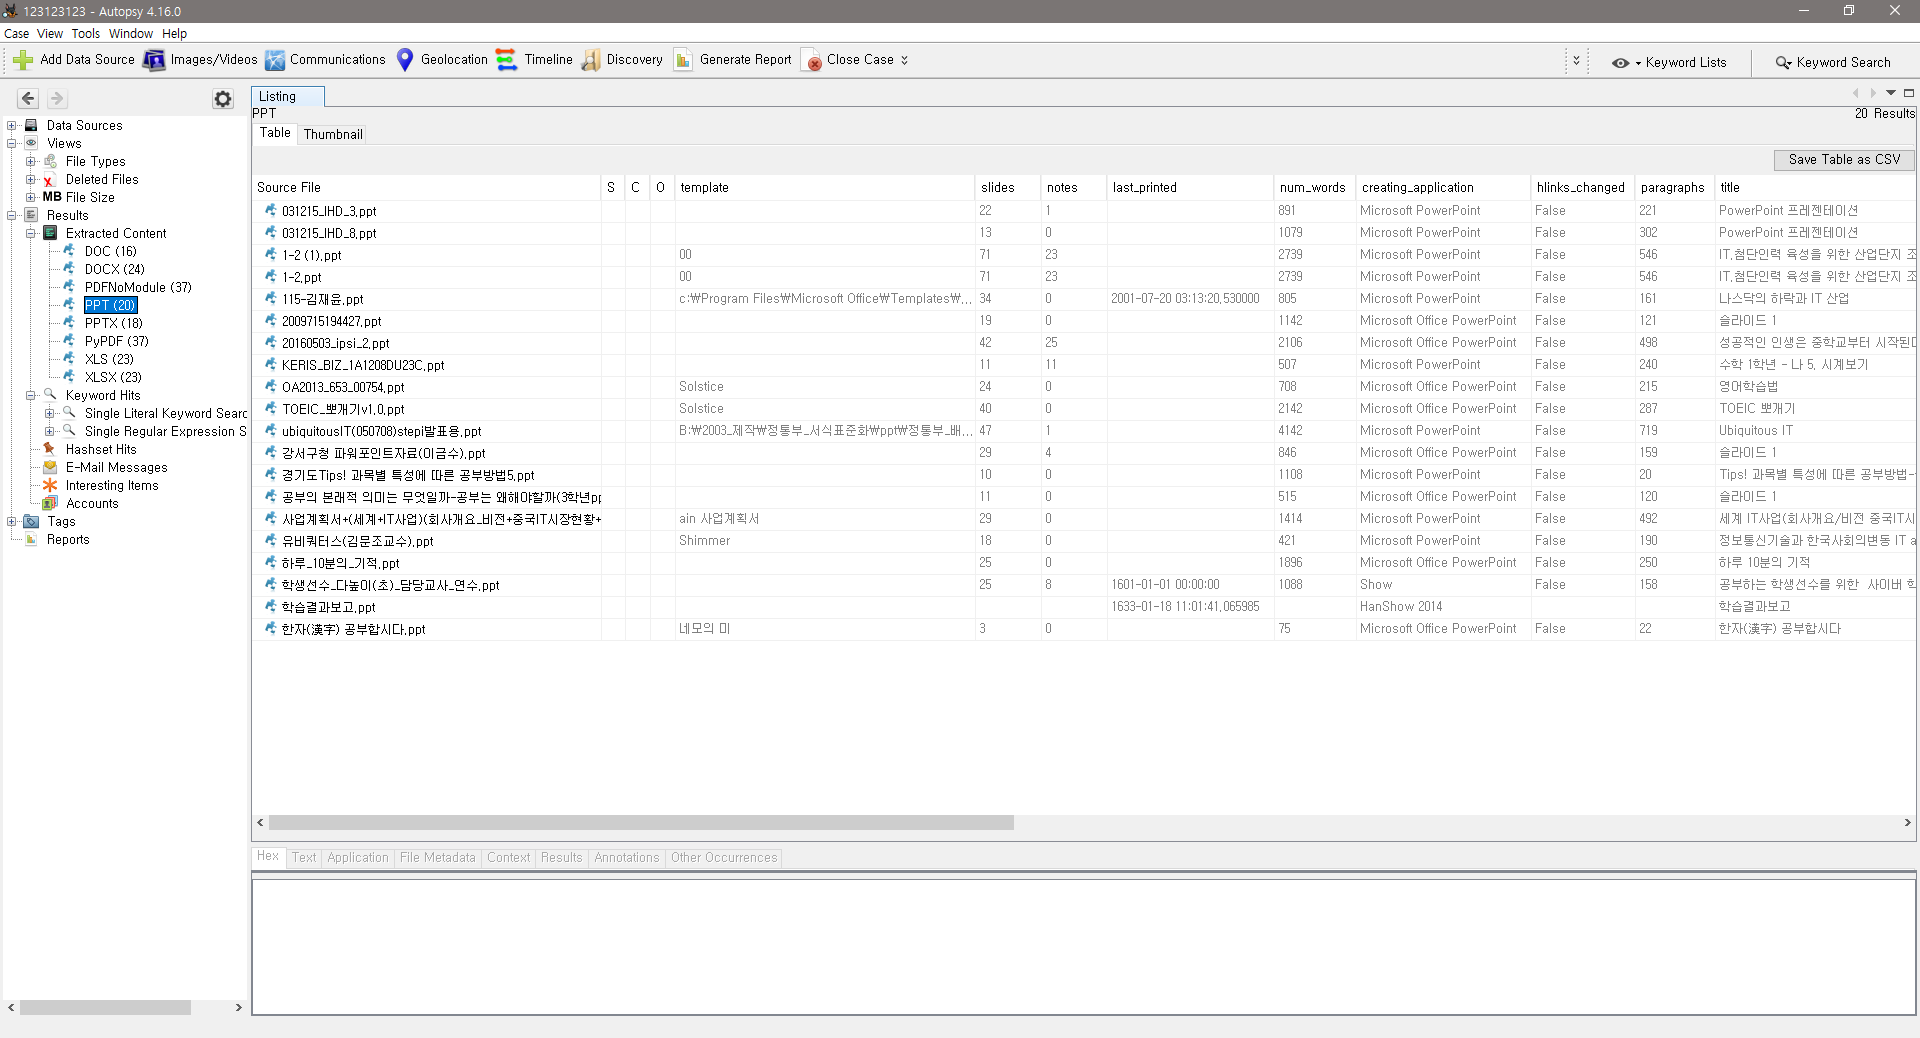 123123123 - Autopsy 4.16.0
Case View Tools Window Help
Add Data Source Images/Videos Communications Geolocation Timeline Discovery Generate Report Close Case Keyword Lists Keyword Search
Listing
PPT 20 Results
Table Thumbnail
Save Table as CSV
Data Sources
Views
File Types
Deleted Files
MB File Size
Results
Extracted Content
DOC (16)
DOCX (24)
PDFNoModule (37)
PPT (20)
PPTX (18)
PyPDF (37)
XLS (23)
XLSX (23)
Keyword Hits
Single Literal Keyword Searc
Single Regular Expression S
Hashset Hits
E-Mail Messages
Interesting Items
Accounts
Tags
Reports
Source File S C O template slides notes last_printed num_words creating_application hlinks_changed paragraphs title
031215_IHD_3.ppt 22 1 891 Microsoft PowerPoint False 221 PowerPoint 프레젠테이션
031215_IHD_8.ppt 13 0 1079 Microsoft PowerPoint False 302 PowerPoint 프레젠테이션
1-2 (1).ppt 00 71 23 2739 Microsoft PowerPoint False 546 IT.첨단인력 육성을 위한 산업단지 조
1-2.ppt 00 71 23 2739 Microsoft PowerPoint False 546 IT.첨단인력 육성을 위한 산업단지 조
115-김재윤.ppt c:₩Program Files₩Microsoft Office₩Templates₩... 34 0 2001-07-20 03:13:20.530000 805 Microsoft PowerPoint False 161 나스닥의 하락과 IT 산업
2009715194427.ppt 19 0 1142 Microsoft Office PowerPoint False 121 슬라이드 1
20160503_ipsi_2.ppt 42 25 2106 Microsoft Office PowerPoint False 498 성공적인 인생은 중학교부터 시작된다
KERIS_BIZ_1A1208DU23C.ppt 11 11 507 Microsoft PowerPoint False 240 수학 1학년 - 나 5. 시계보기
OA2013_653_00754.ppt Solstice 24 0 708 Microsoft Office PowerPoint False 215 영어학습법
TOEIC_뽀개기v1.0.ppt Solstice 40 0 2142 Microsoft Office PowerPoint False 287 TOEIC 뽀개기
ubiquitousIT(050708)stepi발표용.ppt B:₩2003_제작₩정통부_서식표준화₩ppt₩정통부_배... 47 1 4142 Microsoft PowerPoint False 719 Ubiquitous IT
강서구청 파워포인트자료(이금수).ppt 29 4 846 Microsoft Office PowerPoint False 159 슬라이드 1
경기도Tips! 과목별 특성에 따른 공부방법5.ppt 10 0 1108 Microsoft PowerPoint False 20 Tips! 과목별 특성에 따른 공부방법-
공부의 본래적 의미는 무엇일까-공부는 왜해야할까(3학년pp 11 0 515 Microsoft Office PowerPoint False 120 슬라이드 1
사업계획서+(세계+IT사업)(회사개요_비전+중국IT시장현황+ ain 사업계획서 29 0 1414 Microsoft Office PowerPoint False 492 세계 IT사업(회사개요/비전 중국IT시
유비쿼터스(김문조교수).ppt Shimmer 18 0 421 Microsoft PowerPoint False 190 정보통신기술과 한국사회의변동 IT a
하루_10분의_기적.ppt 25 0 1896 Microsoft PowerPoint False 250 하루 10분의 기적
학생선수_다높이(초)_담당교사_연수.ppt 25 8 1601-01-01 00:00:00 1088 Show False 158 공부하는 학생선수를 위한 사이버 학
학습결과보고.ppt 1633-01-18 11:01:41.065985 HanShow 2014 학습결과보고
한자(漢字) 공부합시다.ppt 네모의 미 3 0 75 Microsoft Office PowerPoint False 22 한자(漢字) 공부합시다
Hex Text Application File Metadata Context Results Annotations Other Occurrences